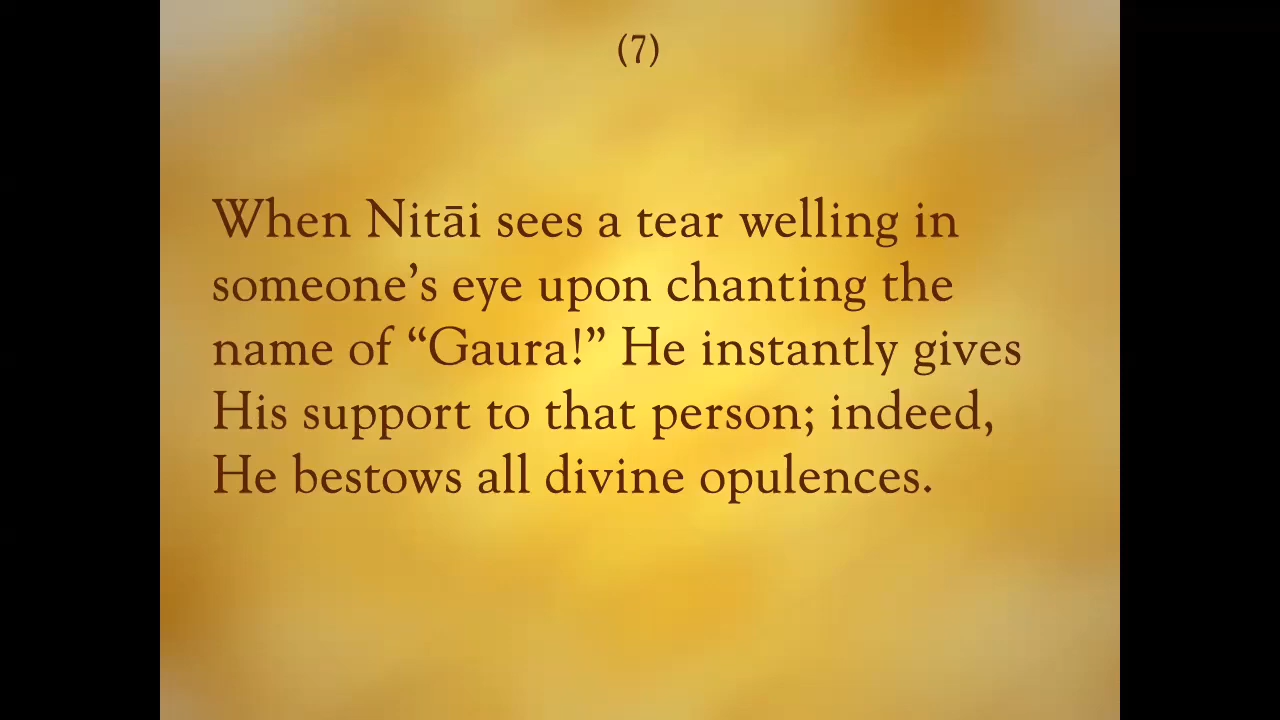 (7)
When Nitāi sees a tear welling in
someone’s eye upon chanting the
name of “Gaura!” He instantly gives
His support to that person; indeed,
He bestows all divine opulences.